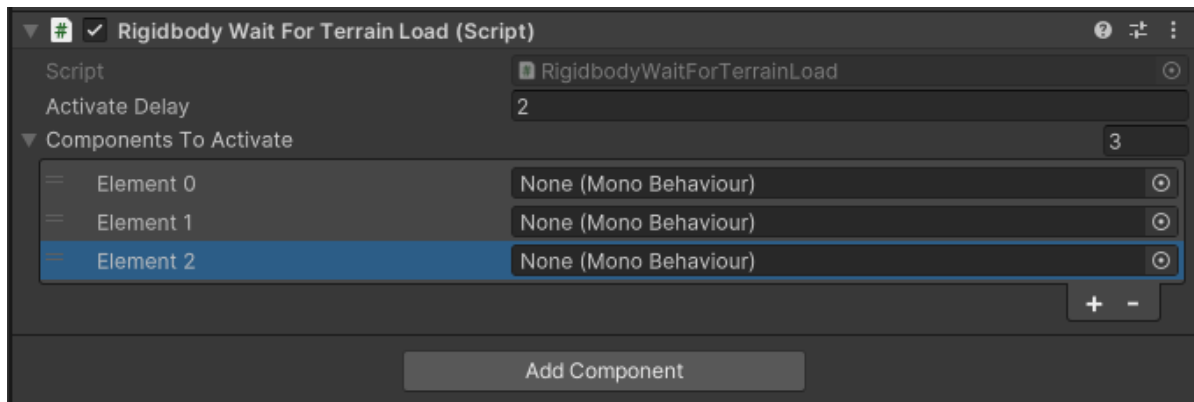 Rigidbody Wait For Terrain Load (Script)
Script RigidbodyWaitForTerrainLoad
Activate Delay 2
Components To Activate 3
Element 0 None (Mono Behaviour)
Element 1 None (Mono Behaviour)
Element 2 None (Mono Behaviour)
+ -
Add Component